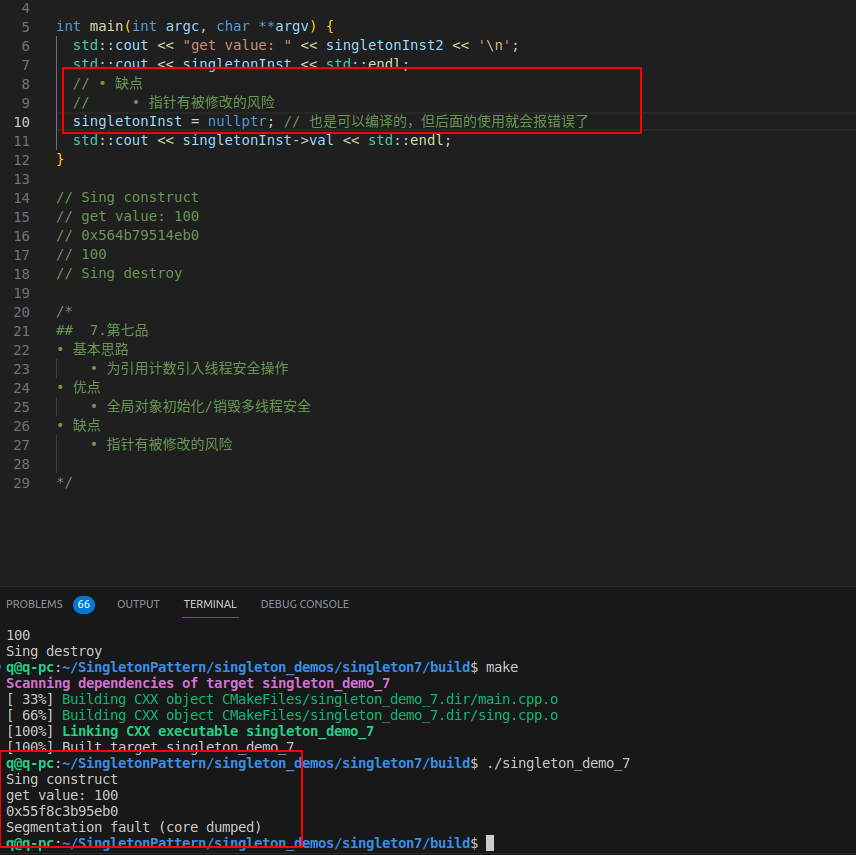 4
5 int main(int argc, char **argv) {
6 std::cout << "get value: " << singletonInst2 << '\n';
7 std::cout << singletonInst << std::endl;
8 // • 缺点
9 //     • 指针有被修改的风险
10 singletonInst = nullptr; // 也是可以编译的，但后面的使用就会报错误了
11 std::cout << singletonInst->val << std::endl;
12 }
13
14 // Sing construct
15 // get value: 100
16 // 0x564b79514eb0
17 // 100
18 // Sing destroy
19
20 /*
21 ##  7.第七品
22 • 基本思路
23     • 为引用计数引入线程安全操作
24 • 优点
25     • 全局对象初始化/销毁多线程安全
26 • 缺点
27     • 指针有被修改的风险
28
29 */
PROBLEMS 66 OUTPUT TERMINAL DEBUG CONSOLE
100
Sing destroy
q@q-pc:~/SingletonPattern/singleton_demos/singleton7/build$ make
Scanning dependencies of target singleton_demo_7
[ 33%] Building CXX object CMakeFiles/singleton_demo_7.dir/main.cpp.o
[ 66%] Building CXX object CMakeFiles/singleton_demo_7.dir/sing.cpp.o
[100%] Linking CXX executable singleton_demo_7
[100%] Built target singleton_demo_7
q@q-pc:~/SingletonPattern/singleton_demos/singleton7/build$ ./singleton_demo_7
Sing construct
get value: 100
0x55f8c3b95eb0
Segmentation fault (core dumped)
q@q-pc:~/SingletonPattern/singleton_demos/singleton7/build$